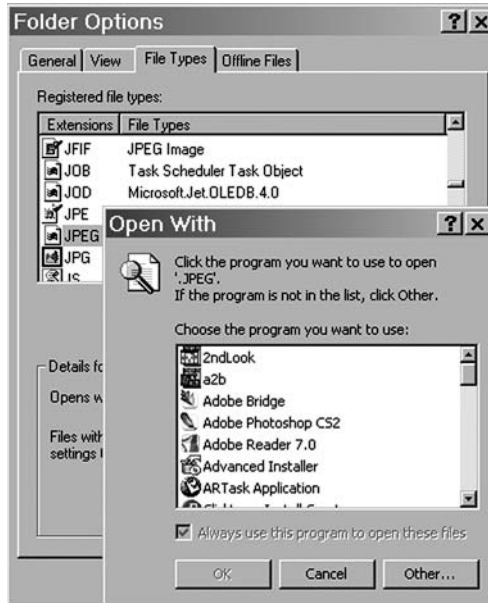 Folder Options
General View File Types Offline Files
Registered file types:
Extensions File Types
JFIF JPEG Image
JOB Task Scheduler Task Object
JOD Microsoft.Jet.OLEDB.4.0
JPE
JPEG
JPG
JS
Details fo
Opens w
Files with
settings
Open With
Click the program you want to use to open
'.JPEG'.
If the program is not in the list, click Other.
Choose the program you want to use:
2ndLook
a2b
Adobe Bridge
Adobe Photoshop CS2
Adobe Reader 7.0
Advanced Installer
ARTask Application
Always use this program to open these files
OK Cancel Other...